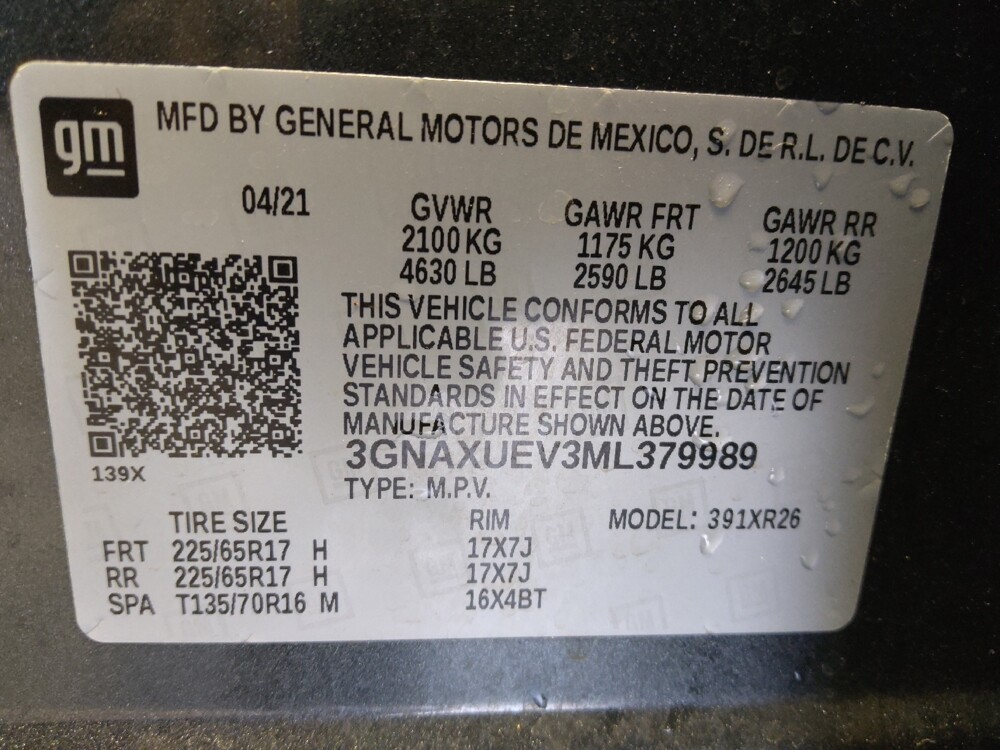 gm
MFD BY GENERAL MOTORS DE MEXICO, S. DE R.L. DE C.V.
04/21 GVWR GAWR FRT GAWR RR
2100 KG 1175 KG 1200 KG
4630 LB 2590 LB 2645 LB
THIS VEHICLE CONFORMS TO ALL
APPLICABLE U.S. FEDERAL MOTOR
VEHICLE SAFETY AND THEFT PREVENTION
STANDARDS IN EFFECT ON THE DATE OF
MANUFACTURE SHOWN ABOVE.
3GNAXUEV3ML379989
139X
TYPE: M.P.V.
TIRE SIZE RIM MODEL: 391XR26
FRT 225/65R17 H 17X7J
RR 225/65R17 H 17X7J
SPA T135/70R16 M 16X4BT